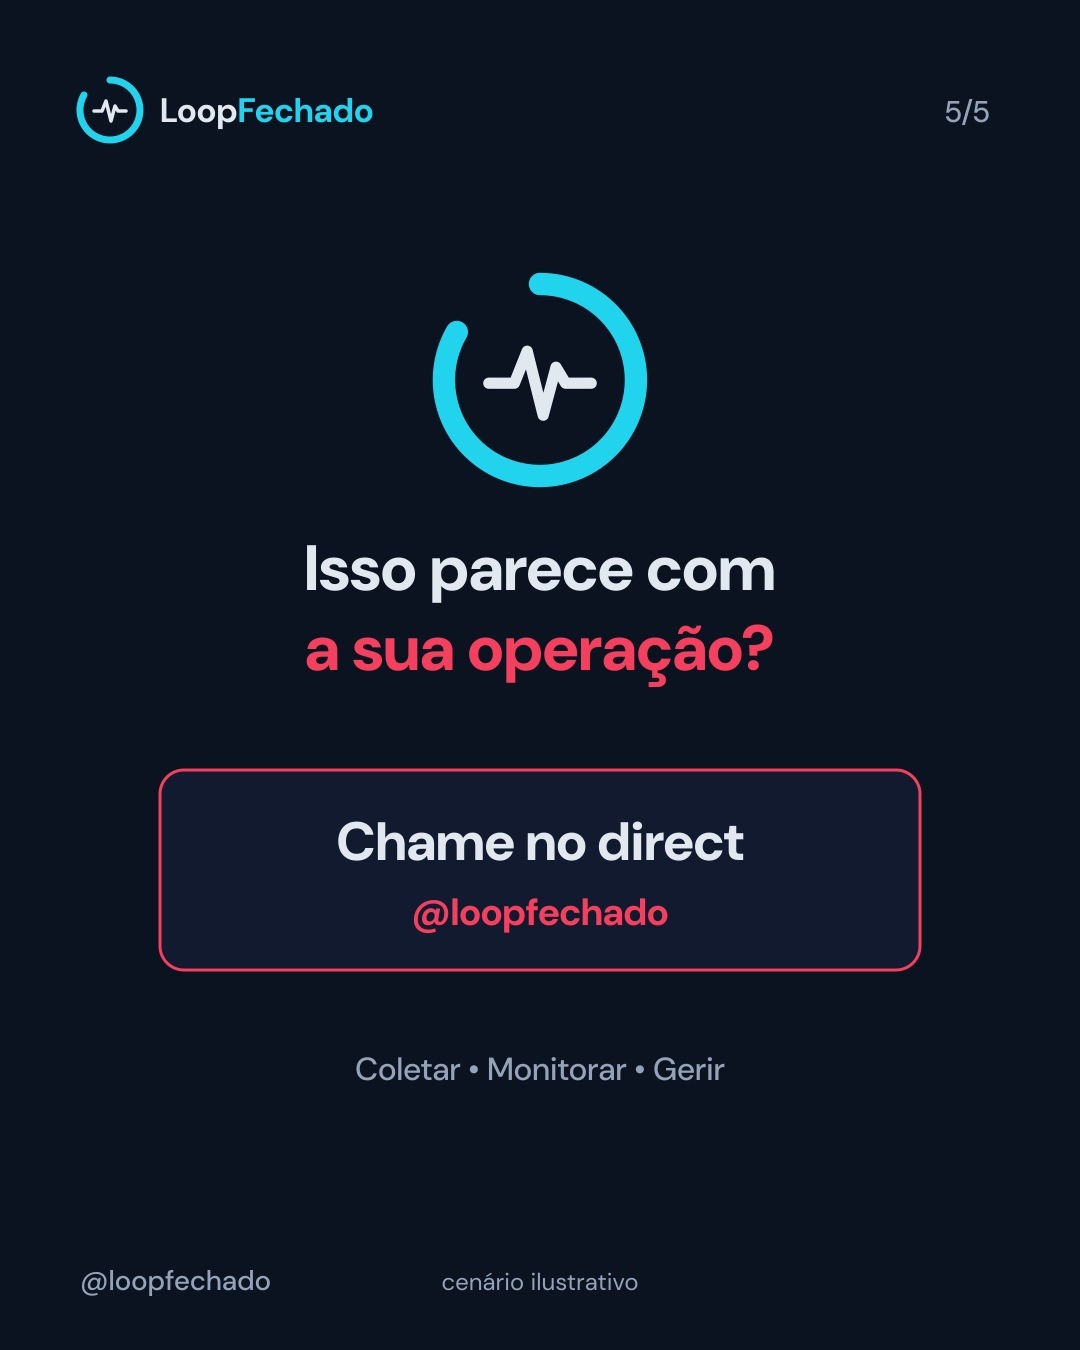 LoopFechado
5/5
Isso parece com
a sua operação?
Chame no direct
@loopfechado
Coletar • Monitorar • Gerir
@loopfechado
cenário ilustrativo